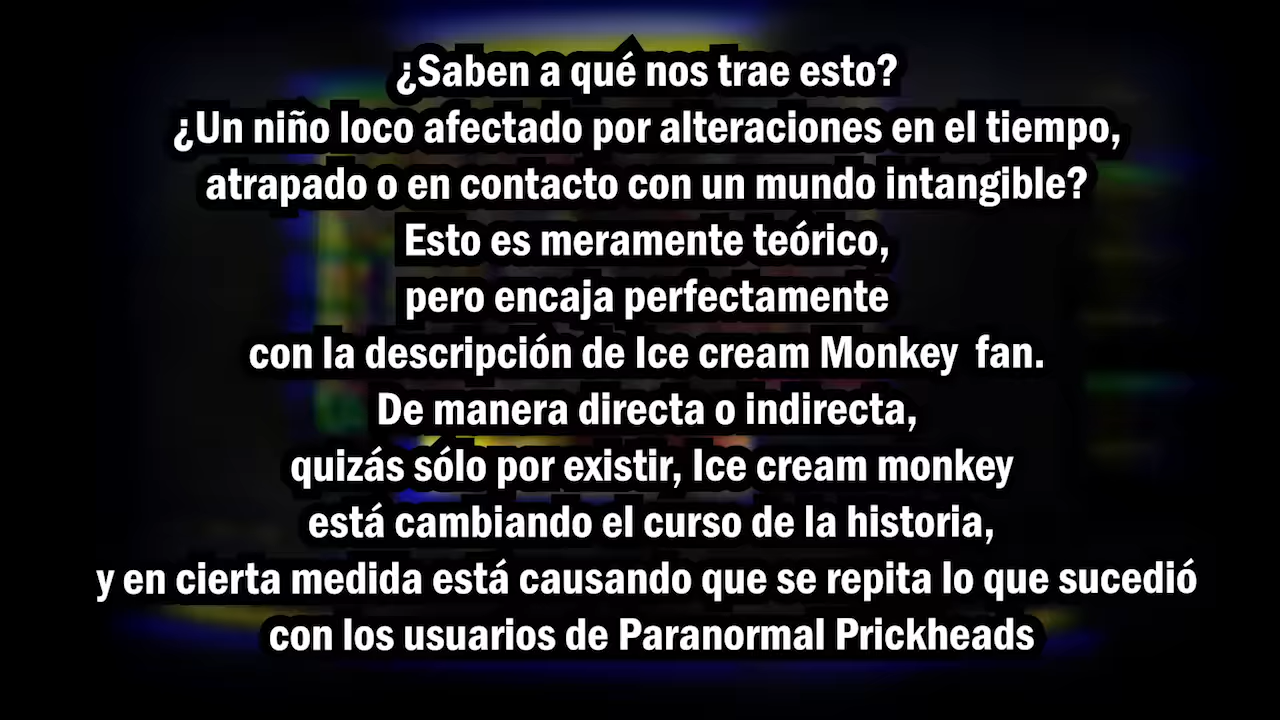 ¿Saben a qué nos trae esto?
¿Un niño loco afectado por alteraciones en el tiempo,
atrapado o en contacto con un mundo intangible?
Esto es meramente teórico,
pero encaja perfectamente
con la descripción de Ice cream Monkey  fan.
De manera directa o indirecta,
quizás sólo por existir, Ice cream monkey
está cambiando el curso de la historia,
y en cierta medida está causando que se repita lo que sucedió
con los usuarios de Paranormal Prickheads